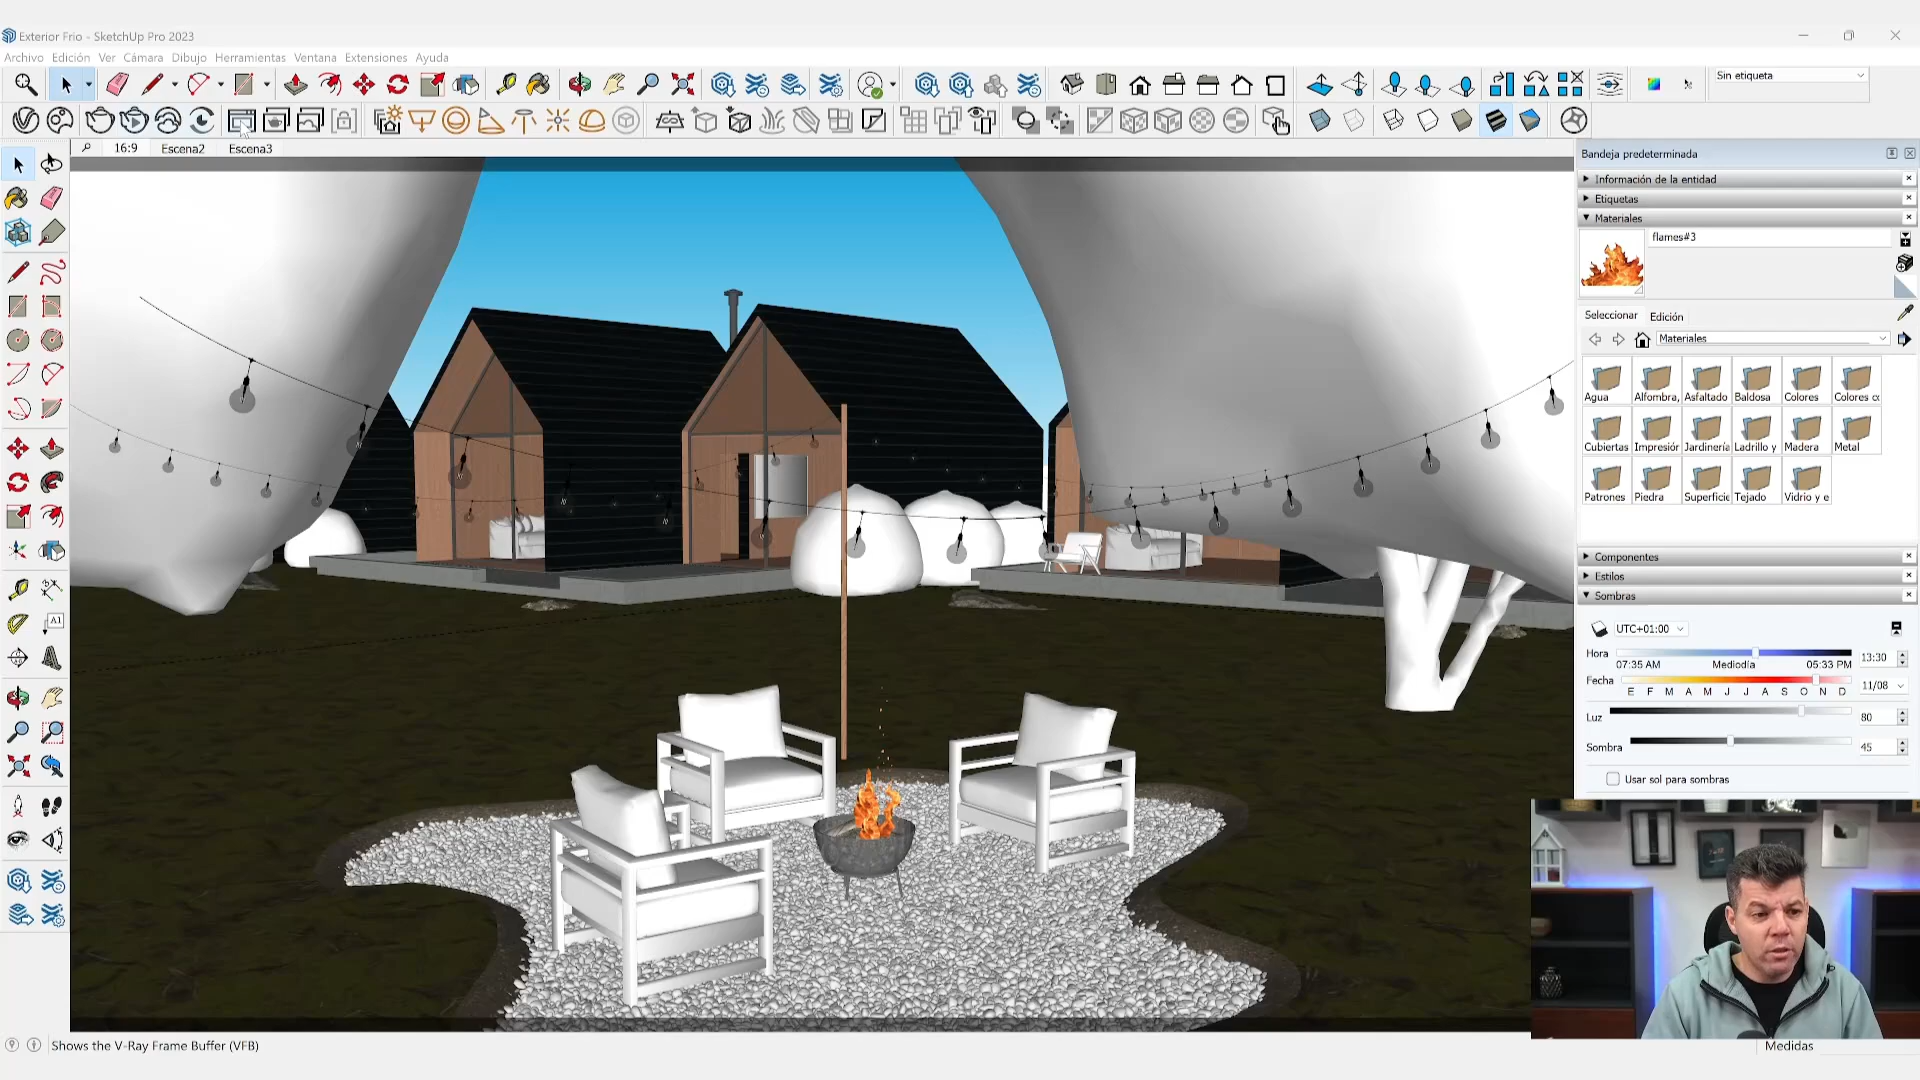 Exterior Frio - SketchUp Pro 2023
Archivo Edición Ver Cámara Dibujo Herramientas Ventana Extensiones Ayuda
Sin etiqueta
16:9 Escena2 Escena3
Bandeja predeterminada
Información de la entidad
Etiquetas
Materiales
flames#3
Seleccionar Edición
Materiales
Agua Alfombra, Asfaltado Baldosa Colores Colores co
Cubiertas Impresión Jardinería Ladrillo y Madera Metal
Patrones Piedra Superficie Tejado Vidrio y e
Componentes
Estilos
Sombras
UTC+01:00
Hora 13:30
07:35 AM Mediodía 05:33 PM
Fecha 11/08
E F M A M J J A S O N D
Luz 80
Sombra 45
Usar sol para sombras
A1
Shows the V-Ray Frame Buffer (VFB)
Medidas